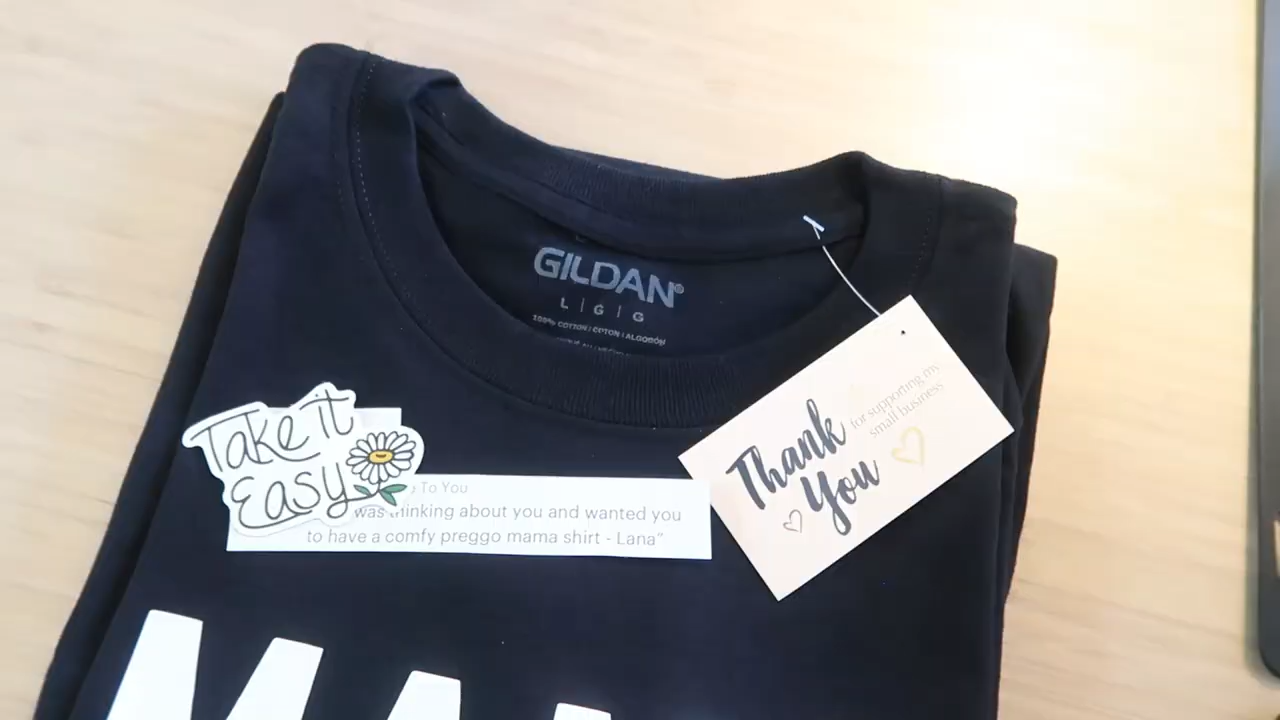 GILDAN®
L | G | G
100% COTTON | COTON | ALGODÓN
Take it
Easy
To You
was thinking about you and wanted you
to have a comfy preggo mama shirt - Lana"
Thank
You
for supporting my
small business